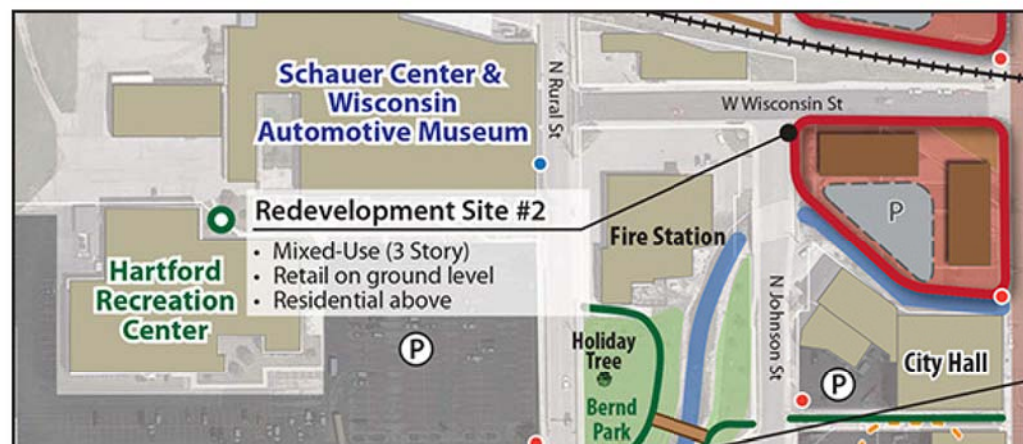 Schauer Center &
Wisconsin
Automotive Museum
N Rural St
W Wisconsin St
Redevelopment Site #2
• Mixed-Use (3 Story)
• Retail on ground level
• Residential above
Fire Station
P
Hartford
Recreation
Center
P
Holiday
Tree
Bernd
Park
N Johnson St
City Hall
P